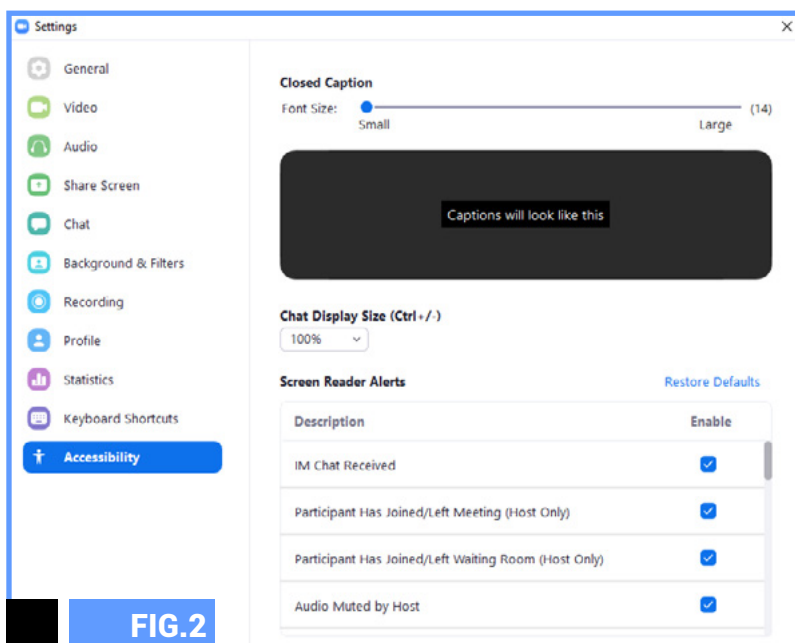 Settings
General
Video
Audio
Share Screen
Chat
Background & Filters
Recording
Profile
Statistics
Keyboard Shortcuts
Accessibility
Closed Caption
Font Size:
(14)
Small Large
Captions will look like this
Chat Display Size (Ctrl+/-)
100%
Screen Reader Alerts Restore Defaults
Description Enable
IM Chat Received
Participant Has Joined/Left Meeting (Host Only)
Participant Has Joined/Left Waiting Room (Host Only)
Audio Muted by Host
FIG.2